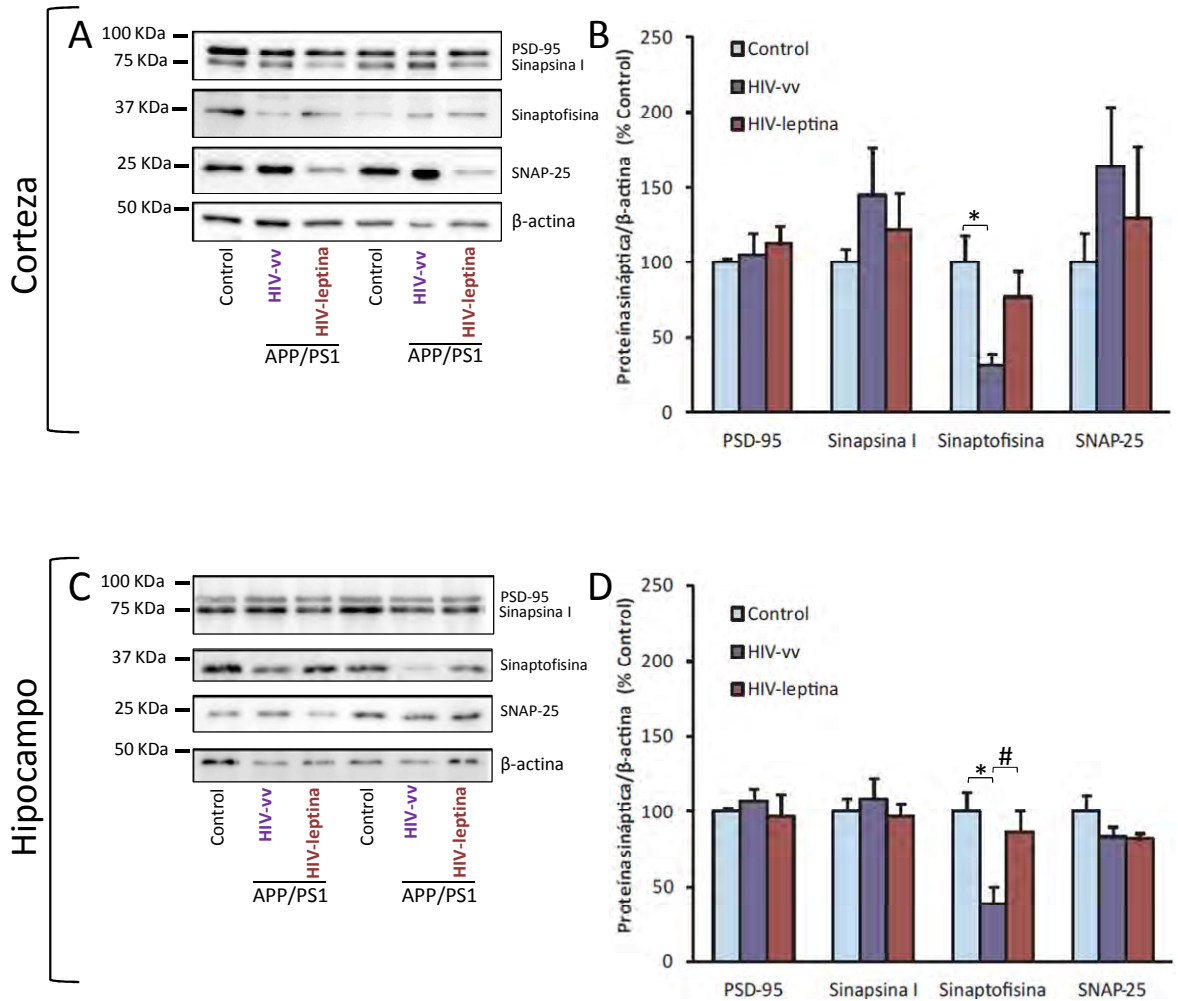 Corteza
A
100 KDa
75 KDa
PSD-95
Sinapsina I
37 KDa
Sinaptofisina
25 KDa
SNAP-25
50 KDa
β-actina
Control
HIV-vv
HIV-leptina
Control
HIV-vv
HIV-leptina
APP/PS1
APP/PS1
B
Proteínasináptica/β-actina (% Control)
250
200
150
100
50
0
Control
HIV-vv
HIV-leptina
*
PSD-95
Sinapsina I
Sinaptofisina
SNAP-25
Hipocampo
C
100 KDa
75 KDa
PSD-95
Sinapsina I
37 KDa
Sinaptofisina
25 KDa
SNAP-25
50 KDa
β-actina
Control
HIV-vv
HIV-leptina
Control
HIV-vv
HIV-leptina
APP/PS1
APP/PS1
D
Proteínasináptica/β-actina (% Control)
250
200
150
100
50
0
Control
HIV-vv
HIV-leptina
*
#
PSD-95
Sinapsina I
Sinaptofisina
SNAP-25